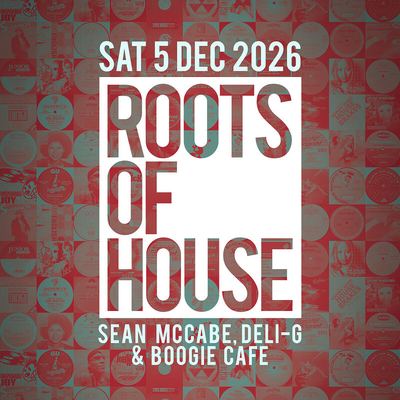 SAT 5 DEC 2026
ROOTS
OF
HOUSE
SEAN MCCABE, DELI-G
& BOOGIE CAFE